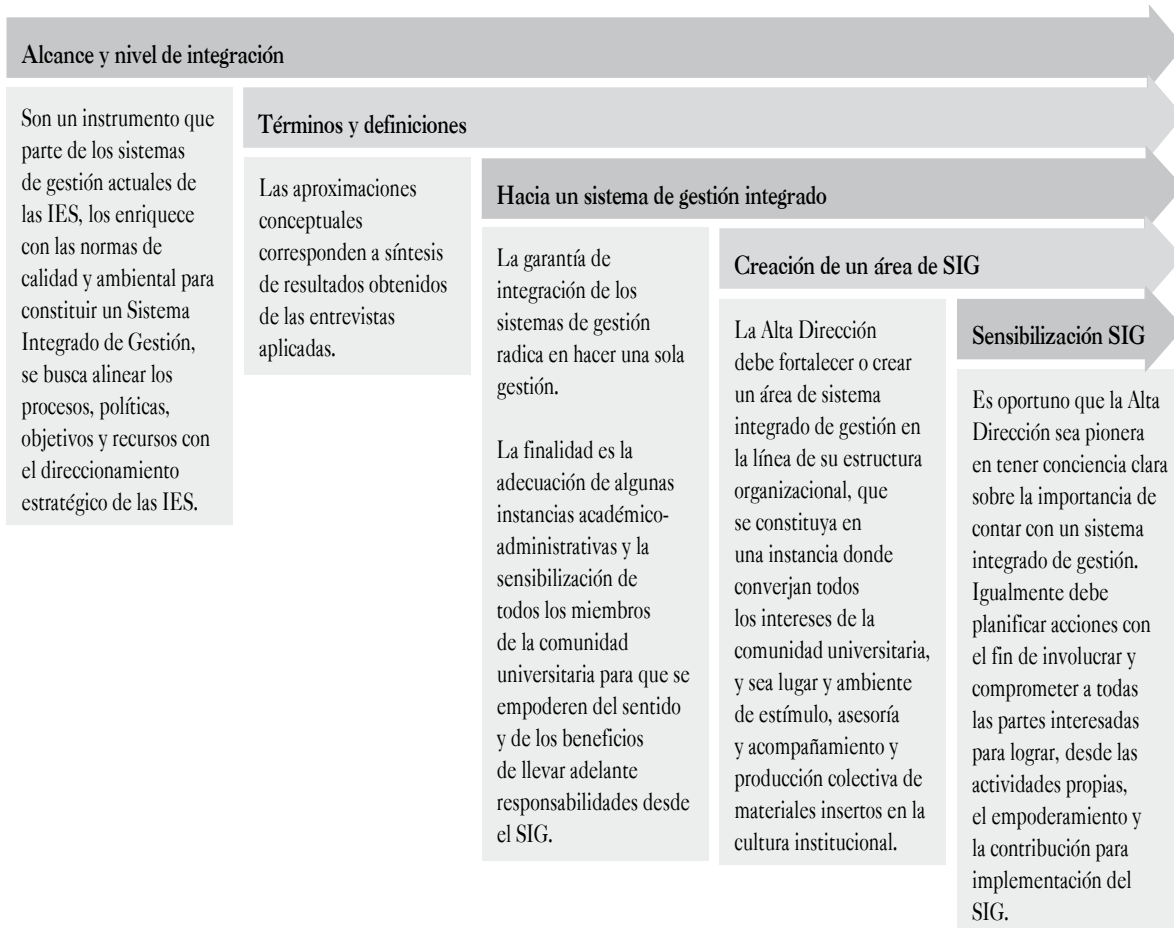 Alcance y nivel de integración
Son un instrumento que
parte de los sistemas
de gestión actuales de
las IES, los enriquece
con las normas de
calidad y ambiental para
constituir un Sistema
Integrado de Gestión,
se busca alinear los
procesos, políticas,
objetivos y recursos con
el direccionamiento
estratégico de las IES.
Términos y definiciones
Las aproximaciones
conceptuales
corresponden a síntesis
de resultados obtenidos
de las entrevistas
aplicadas.
Hacia un sistema de gestión integrado
La garantía de
integración de los
sistemas de gestión
radica en hacer una sola
gestión.
La finalidad es la
adecuación de algunas
instancias académico-
administrativas y la
sensibilización de
todos los miembros
de la comunidad
universitaria para que se
empoderen del sentido
y de los beneficios
de llevar adelante
responsabilidades desde
el SIG.
Creación de un área de SIG
La Alta Dirección
debe fortalecer o crear
un área de sistema
integrado de gestión en
la línea de su estructura
organizacional, que
se constituya en
una instancia donde
converjan todos
los intereses de la
comunidad universitaria,
y sea lugar y ambiente
de estímulo, asesoría
y acompañamiento y
producción colectiva de
materiales insertos en la
cultura institucional.
Sensibilización SIG
Es oportuno que la Alta
Dirección sea pionera
en tener conciencia clara
sobre la importancia de
contar con un sistema
integrado de gestión.
Igualmente debe
planificar acciones con
el fin de involucrar y
comprometer a todas
las partes interesadas
para lograr, desde las
actividades propias,
el empoderamiento y
la contribución para
implementación del
SIG.